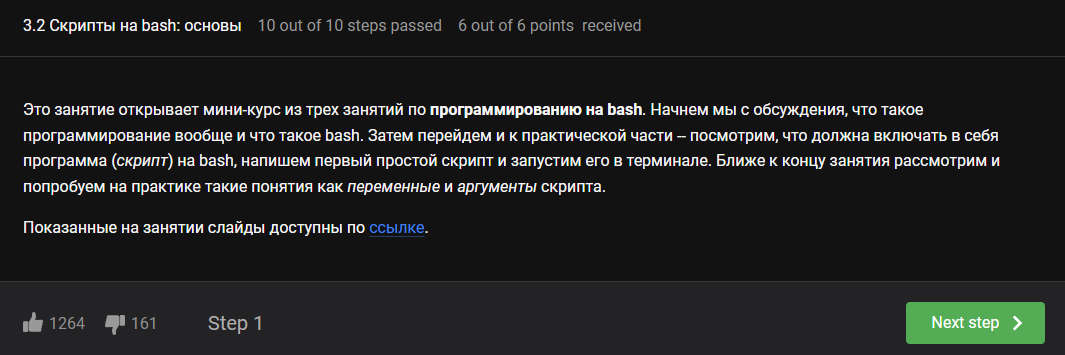 3.2 Скрипты на bash: основы 10 out of 10 steps passed 6 out of 6 points received
Это занятие открывает мини-курс из трех занятий по программированию на bash. Начнем мы с обсуждения, что такое
программирование вообще и что такое bash. Затем перейдем и к практической части -- посмотрим, что должна включать в себя
программа (скрипт) на bash, напишем первый простой скрипт и запустим его в терминале. Ближе к концу занятия рассмотрим и
попробуем на практике такие понятия как переменные и аргументы скрипта.
Показанные на занятии слайды доступны по ссылке.
1264 161 Step 1 Next step